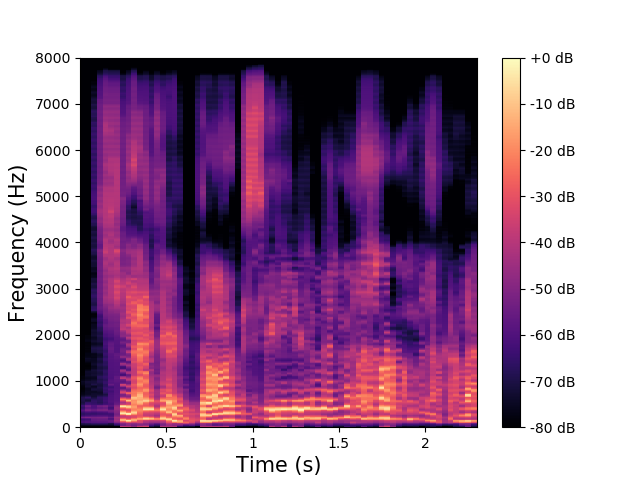 8000
7000
6000
5000
4000
3000
2000
1000
0
Frequency (Hz)
0
0.5
1
1.5
2
Time (s)
+0 dB
-10 dB
-20 dB
-30 dB
-40 dB
-50 dB
-60 dB
-70 dB
-80 dB